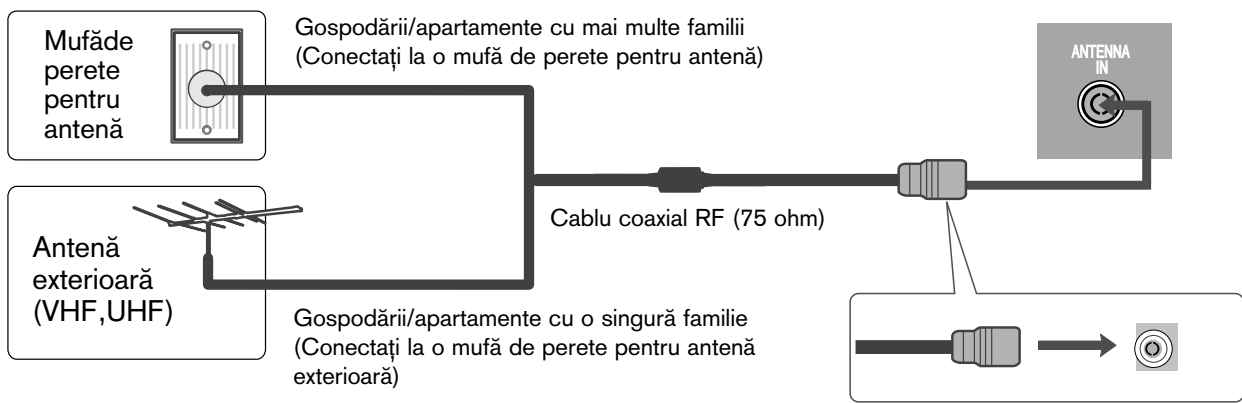 Mufăde
perete
pentru
antenă
Gospodării/apartamente cu mai multe familii
(Conectați la o mufă de perete pentru antenă)
ANTENNA
IN
Cablu coaxial RF (75 ohm)
Antenă
exterioară
(VHF,UHF)
Gospodării/apartamente cu o singură familie
(Conectați la o mufă de perete pentru antenă
exterioară)